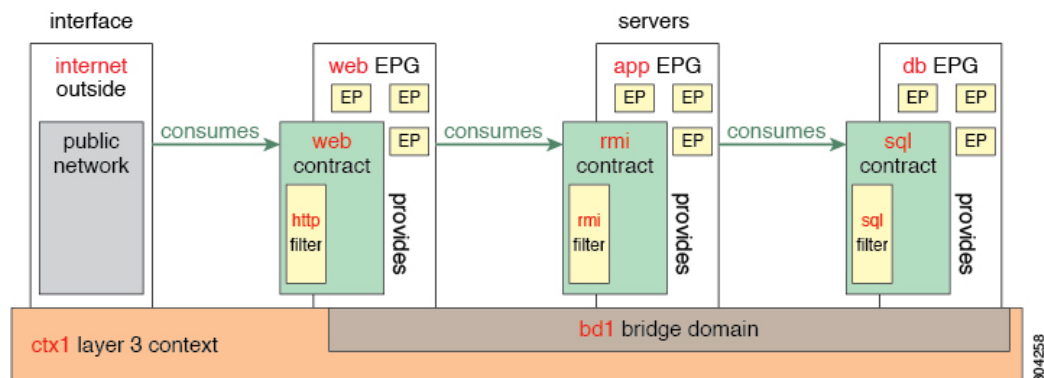 interface
servers
internet
outside
public
network
consumes
web EPG
EP
EP
EP
web
contract
http
filter
provides
consumes
app EPG
EP
EP
EP
rmi
contract
rmi
filter
provides
consumes
db EPG
EP
EP
EP
sql
contract
sql
filter
provides
ctx1 layer 3 context
bd1 bridge domain
304258